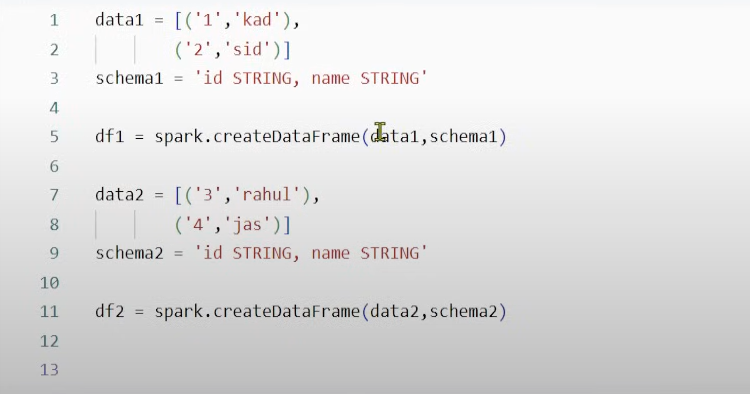 1 data1 = [('1','kad'),
2 ('2','sid')]
3 schema1 = 'id STRING, name STRING'
4
5 df1 = spark.createDataFrame(data1,schema1)
6
7 data2 = [('3','rahul'),
8 ('4','jas')]
9 schema2 = 'id STRING, name STRING'
10
11 df2 = spark.createDataFrame(data2,schema2)
12
13